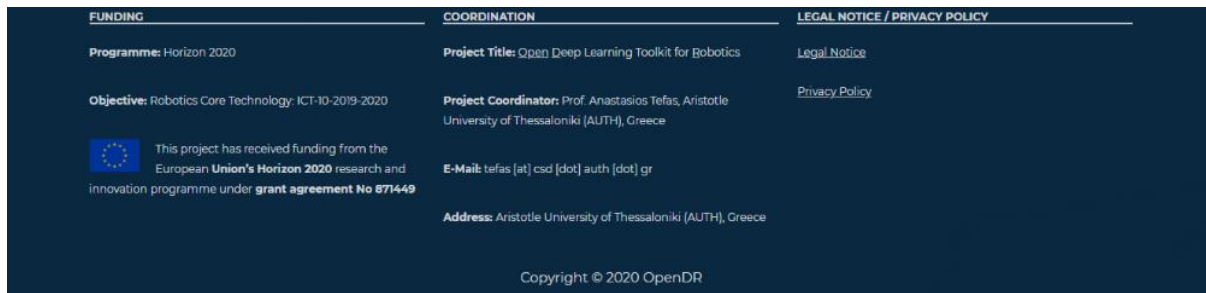 FUNDING
Programme: Horizon 2020
Objective: Robotics Core Technology: ICT-10-2019-2020
This project has received funding from the
European Union's Horizon 2020 research and
innovation programme under grant agreement No 871449
COORDINATION
Project Title: Open Deep Learning Toolkit for Robotics
Project Coordinator: Prof. Anastasios Tefas, Aristotle
University of Thessaloniki (AUTH), Greece
E-Mail: tefas [at] csd [dot] auth [dot] gr
Address: Aristotle University of Thessaloniki (AUTH), Greece
LEGAL NOTICE / PRIVACY POLICY
Legal Notice
Privacy Policy
Copyright © 2020 OpenDR